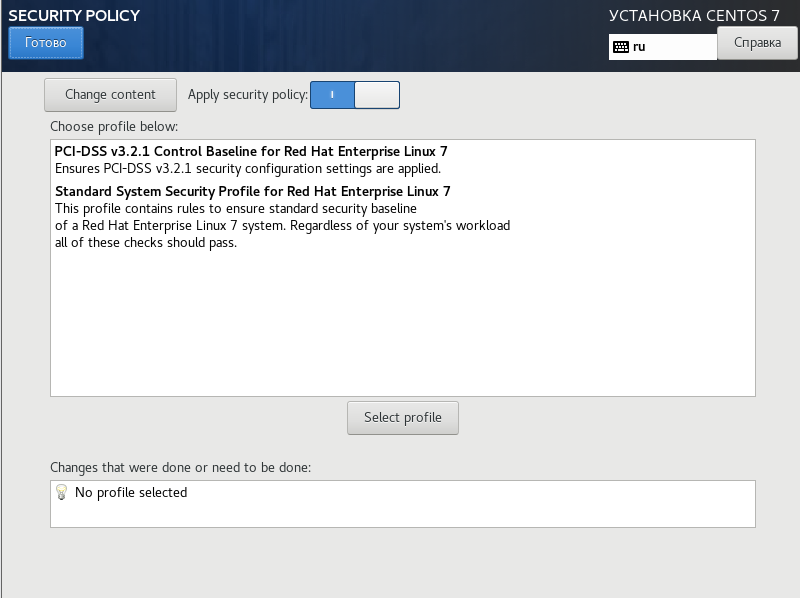 SECURITY POLICY
УСТАНОВКА CENTOS 7
Готово
ru
Справка
Change content
Apply security policy:
Choose profile below:
PCI-DSS v3.2.1 Control Baseline for Red Hat Enterprise Linux 7
Ensures PCI-DSS v3.2.1 security configuration settings are applied.
Standard System Security Profile for Red Hat Enterprise Linux 7
This profile contains rules to ensure standard security baseline
of a Red Hat Enterprise Linux 7 system. Regardless of your system's workload
all of these checks should pass.
Select profile
Changes that were done or need to be done:
No profile selected